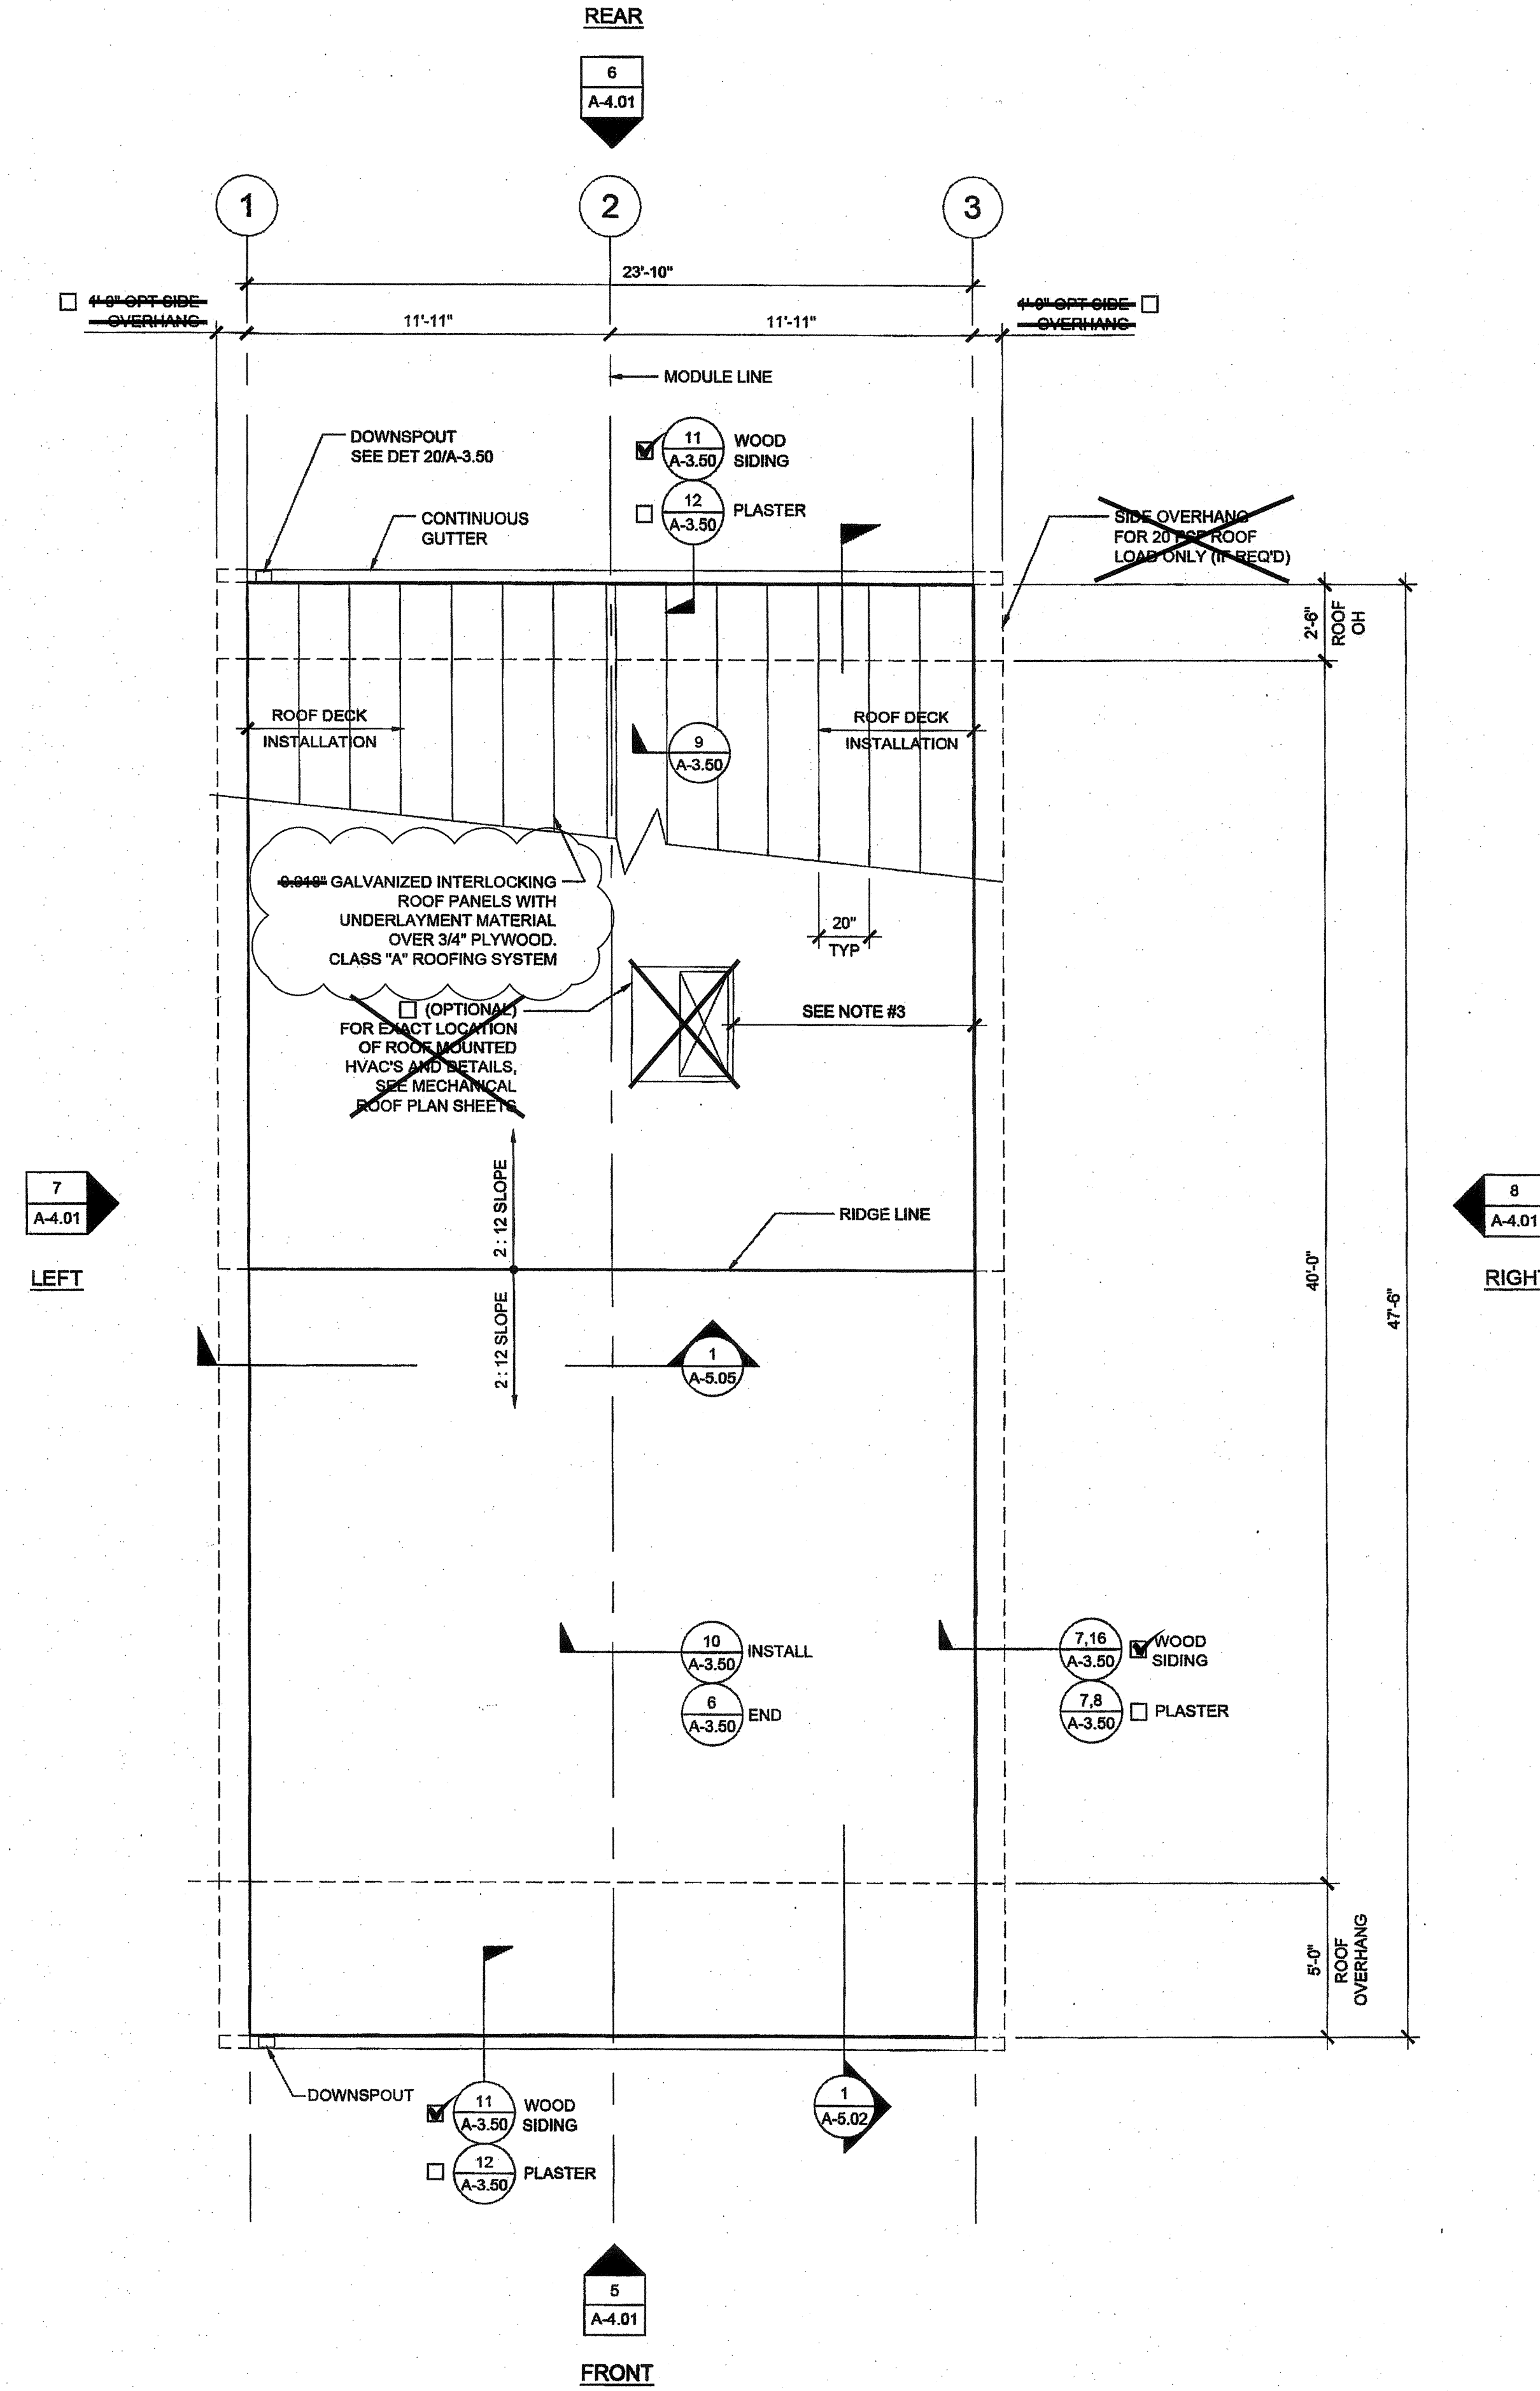 REAR
6
A-4.01
1
2
3
23'-10"
1'-0" OPT SIDE
OVERHANG
11'-11"
11'-11"
1'-0" OPT SIDE
OVERHANG
MODULE LINE
DOWNSPOUT
SEE DET 20/A-3.50
11
A-3.50
WOOD
SIDING
12
A-3.50
PLASTER
CONTINUOUS
GUTTER
SIDE OVERHANG
FOR 20 PSF ROOF
LOAD ONLY (IF REQ'D)
2'-6"
ROOF
OH
ROOF DECK
INSTALLATION
ROOF DECK
INSTALLATION
9
A-3.50
0.018" GALVANIZED INTERLOCKING
ROOF PANELS WITH
UNDERLAYMENT MATERIAL
OVER 3/4" PLYWOOD.
CLASS "A" ROOFING SYSTEM
20"
TYP
(OPTIONAL)
FOR EXACT LOCATION
OF ROOF MOUNTED
HVAC'S AND DETAILS,
SEE MECHANICAL
ROOF PLAN SHEETS
SEE NOTE #3
7
A-4.01
LEFT
2 : 12 SLOPE
RIDGE LINE
8
A-4.01
RIGHT
40'-0"
47'-6"
2 : 12 SLOPE
1
A-5.05
10
A-3.50
INSTALL
6
A-3.50
END
7,16
A-3.50
WOOD
SIDING
7,8
A-3.50
PLASTER
5'-0"
ROOF
OVERHANG
DOWNSPOUT
11
A-3.50
WOOD
SIDING
12
A-3.50
PLASTER
1
A-5.02
5
A-4.01
FRONT